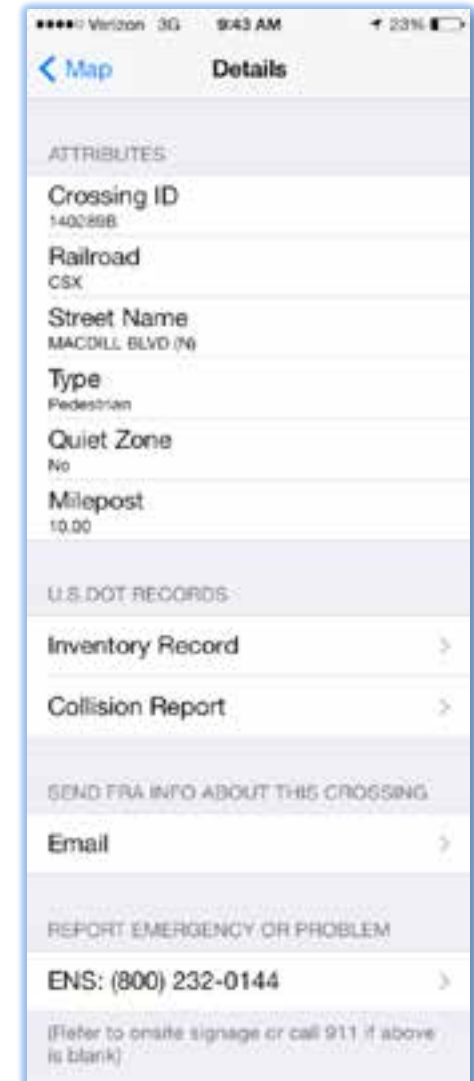 Verizon 3G 9:43 AM 23%
Map Details
ATTRIBUTES
Crossing ID
140289B
Railroad
CSX
Street Name
MACDILL BLVD (N)
Type
Pedestrian
Quiet Zone
No
Milepost
10.00
U.S.DOT RECORDS
Inventory Record
Collision Report
SEND FRA INFO ABOUT THIS CROSSING
Email
REPORT EMERGENCY OR PROBLEM
ENS: (800) 232-0144
(Refer to onsite signage or call 911 if above
is blank)